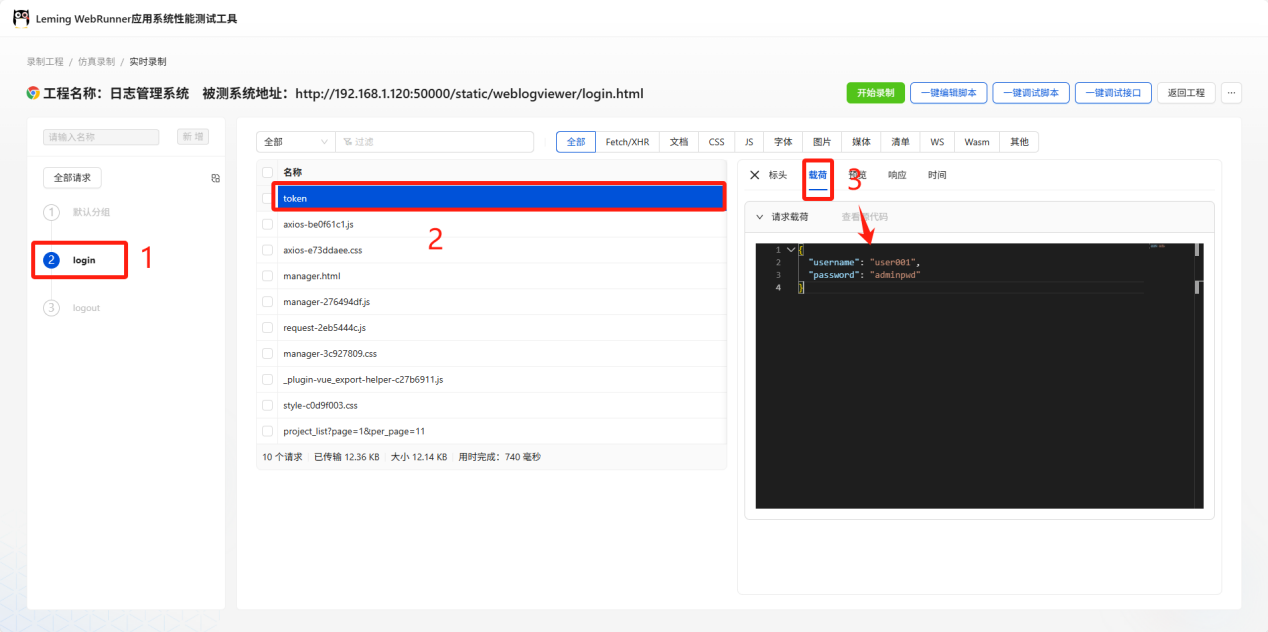 Leming WebRunner应用系统性能测试工具
录制工程 / 仿真录制 / 实时录制
工程名称：日志管理系统 被测系统地址：http://192.168.1.120:50000/static/weblogviewer/login.html
开始录制 一键编辑脚本 一键调试脚本 一键调试接口 返回工程 ...
请输入名称 新 增
全部请求
1 默认分组
2 login
1
3 logout
全部 过滤
全部 Fetch/XHR 文档 CSS JS 字体 图片 媒体 清单 WS Wasm 其他
名称
token
axios-be0f61c1.js
axios-e73ddaee.css
manager.html
manager-276494df.js
request-2eb5444c.js
manager-3c927809.css
_plugin-vue_export-helper-c27b6911.js
style-c0d9f003.css
project_list?page=1&per_page=11
2
10 个请求 已传输 12.36 KB 大小 12.14 KB 用时完成：740 毫秒
标头 载荷 预览 响应 时间
3
请求载荷 查看源代码
1 {
2 "username": "user001",
3 "password": "adminpwd"
4 }